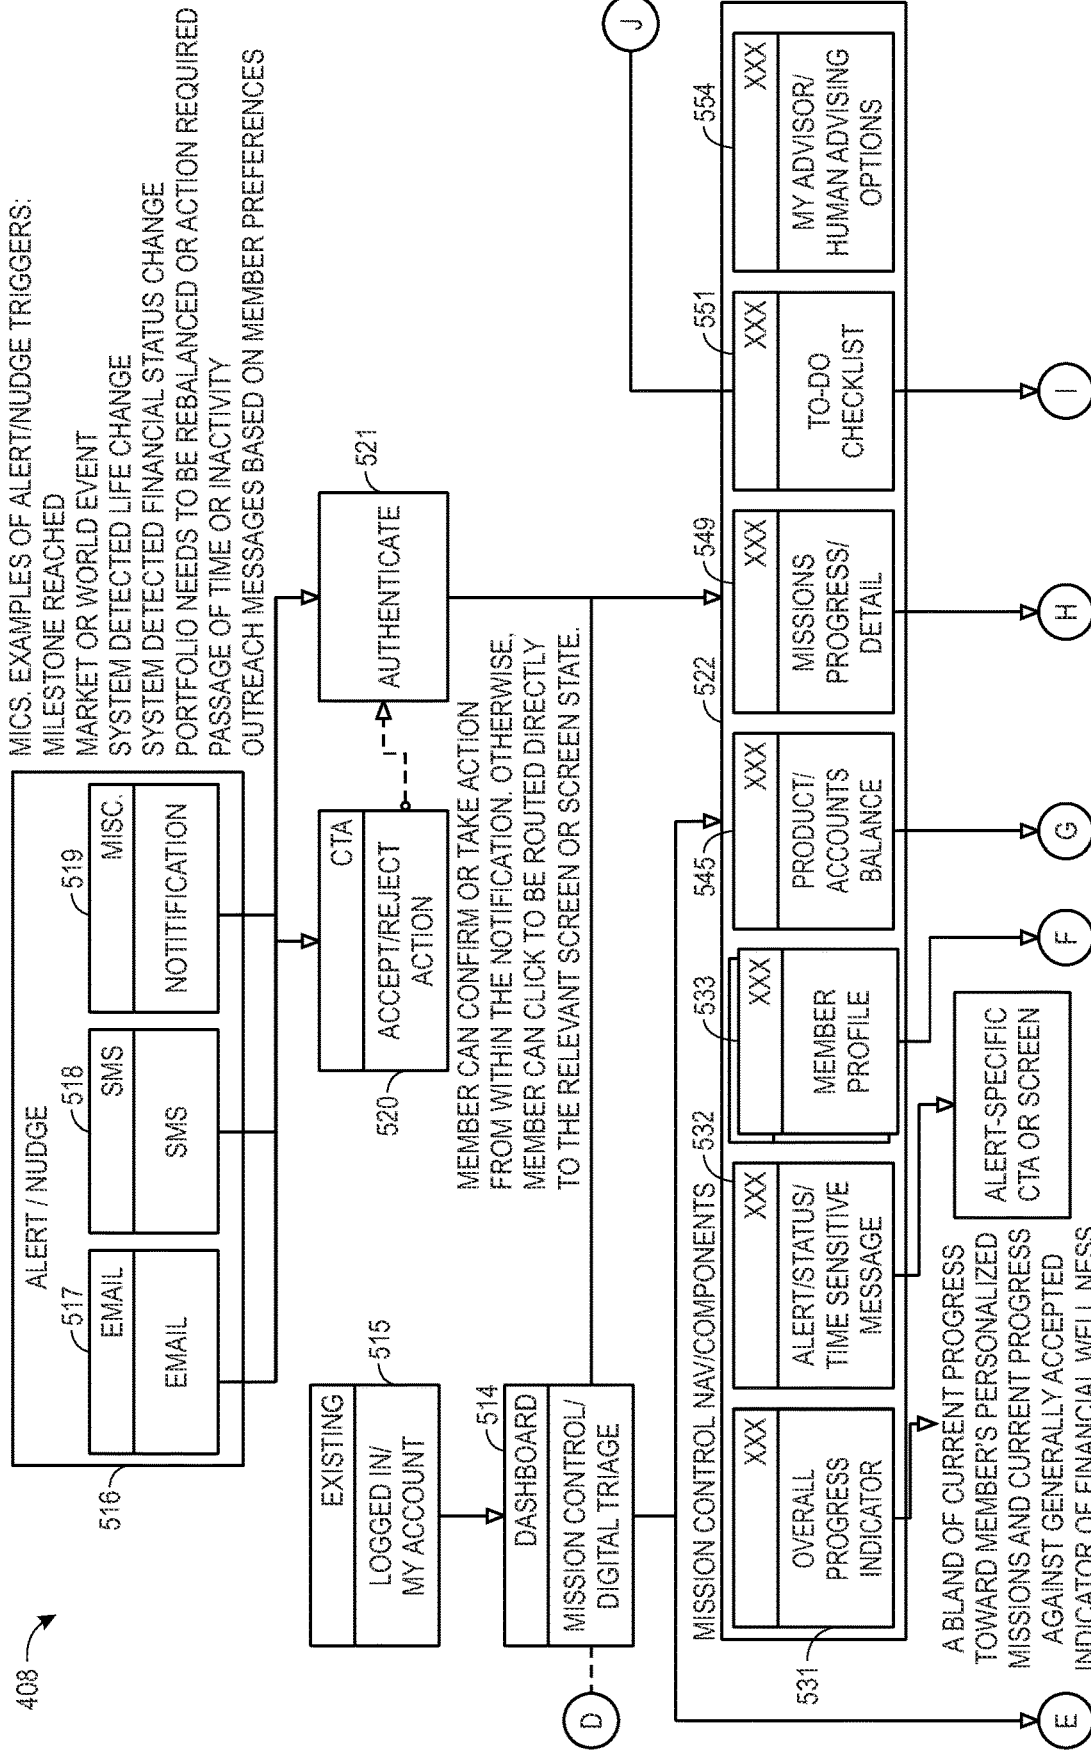 408
MICS. EXAMPLES OF ALERT/NUDGE TRIGGERS:
MILESTONE REACHED
MARKET OR WORLD EVENT
SYSTEM DETECTED LIFE CHANGE
SYSTEM DETECTED FINANCIAL STATUS CHANGE
PORTFOLIO NEEDS TO BE REBALANCED OR ACTION REQUIRED
PASSAGE OF TIME OR INACTIVITY
OUTREACH MESSAGES BASED ON MEMBER PREFERENCES
516
ALERT / NUDGE
517
EMAIL
EMAIL
518
SMS
SMS
519
MISC.
NOTITIFICATION
515
EXISTING
LOGGED IN/
MY ACCOUNT
520
CTA
ACCEPT/REJECT
ACTION
521
AUTHENTICATE
MEMBER CAN CONFIRM OR TAKE ACTION
FROM WITHIN THE NOTIFICATION. OTHERWISE,
MEMBER CAN CLICK TO BE ROUTED DIRECTLY
TO THE RELEVANT SCREEN OR SCREEN STATE.
D
514
DASHBOARD
MISSION CONTROL/
DIGITAL TRIAGE
J
MISSION CONTROL NAV/COMPONENTS
522
531
XXX
OVERALL
PROGRESS
INDICATOR
532
XXX
ALERT/STATUS/
TIME SENSITIVE
MESSAGE
533
XXX
MEMBER
PROFILE
545
XXX
PRODUCT/
ACCOUNTS
BALANCE
549
XXX
MISSIONS
PROGRESS/
DETAIL
551
XXX
TO-DO
CHECKLIST
554
XXX
MY ADVISOR/
HUMAN ADVISING
OPTIONS
A BLAND OF CURRENT PROGRESS
TOWARD MEMBER'S PERSONALIZED
MISSIONS AND CURRENT PROGRESS
AGAINST GENERALLY ACCEPTED
INDICATOR OF FINANCIAL WELLNESS
ALERT-SPECIFIC
CTA OR SCREEN
E
F
G
H
I